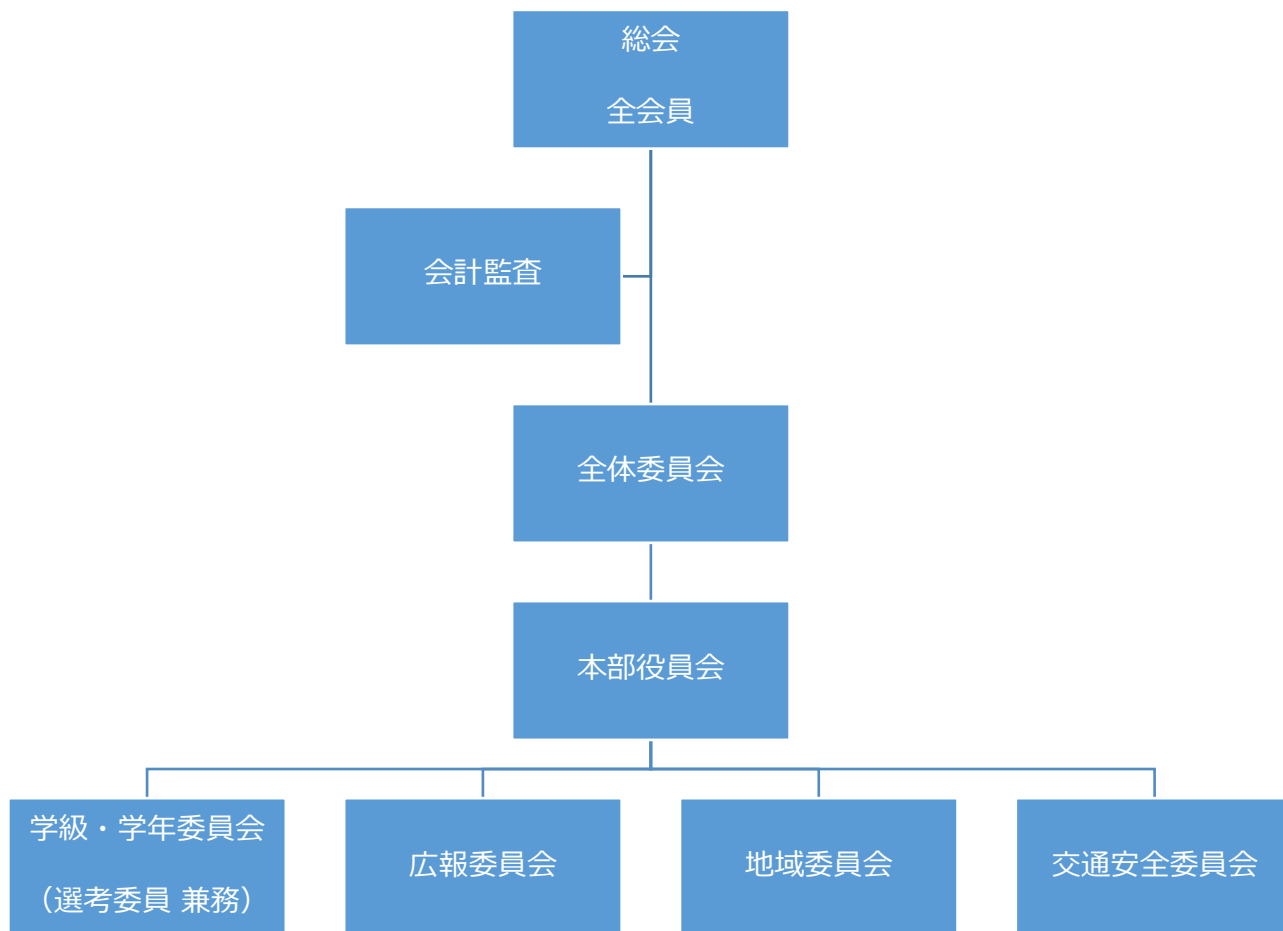 総会
全会員
会計監査
全体委員会
本部役員会
学級・学年委員会
（選考委員 兼務）
広報委員会
地域委員会
交通安全委員会